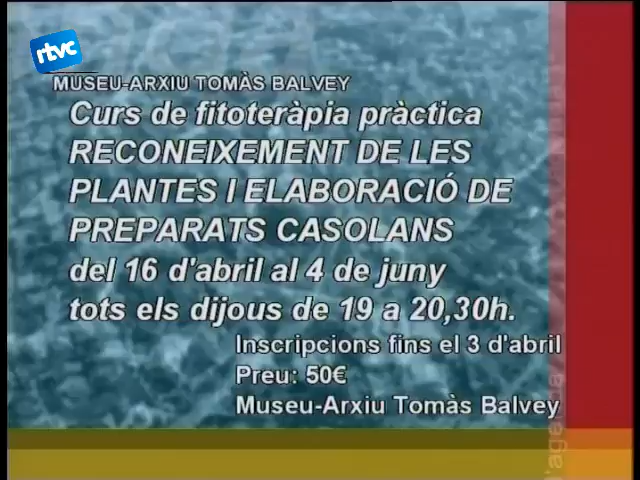 rtvc
MUSEU-ARXIU TOMÀS BALVEY
Curs de fitoteràpia pràctica
RECONEIXEMENT DE LES
PLANTES I ELABORACIÓ DE
PREPARATS CASOLANS
del 16 d'abril al 4 de juny
tots els dijous de 19 a 20,30h.
Inscripcions fins el 3 d'abril
Preu: 50€
Museu-Arxiu Tomàs Balvey